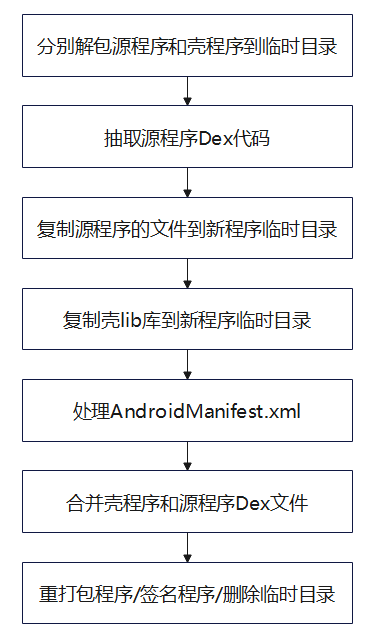 分别解包源程序和壳程序到临时目录
抽取源程序Dex代码
复制源程序的文件到新程序临时目录
复制壳lib库到新程序临时目录
处理AndroidManifest.xml
合并壳程序和源程序Dex文件
重打包程序/签名程序/删除临时目录